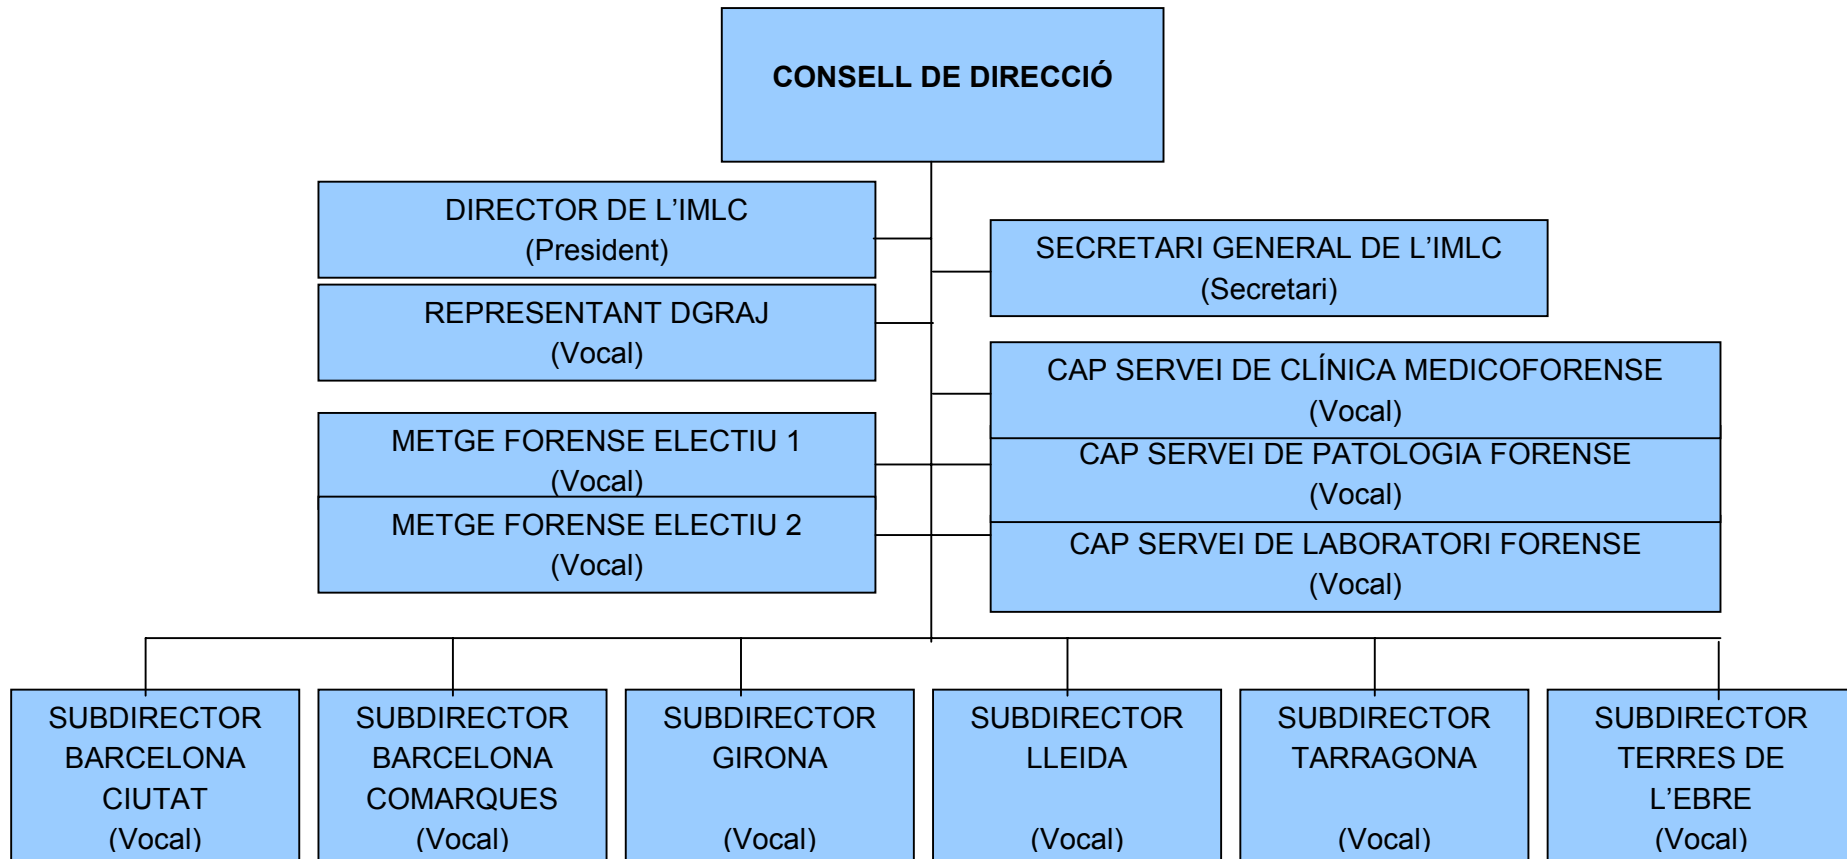 CONSELL DE DIRECCIÓ
DIRECTOR DE L’IMLC
(President)
SECRETARI GENERAL DE L’IMLC
(Secretari)
REPRESENTANT DGRAJ
(Vocal)
CAP SERVEI DE CLÍNICA MEDICOFORENSE
(Vocal)
METGE FORENSE ELECTIU 1
(Vocal)
CAP SERVEI DE PATOLOGIA FORENSE
(Vocal)
METGE FORENSE ELECTIU 2
(Vocal)
CAP SERVEI DE LABORATORI FORENSE
(Vocal)
SUBDIRECTOR
BARCELONA
CIUTAT
(Vocal)
SUBDIRECTOR
BARCELONA
COMARQUES
(Vocal)
SUBDIRECTOR
GIRONA
(Vocal)
SUBDIRECTOR
LLEIDA
(Vocal)
SUBDIRECTOR
TARRAGONA
(Vocal)
SUBDIRECTOR
TERRES DE
L’EBRE
(Vocal)